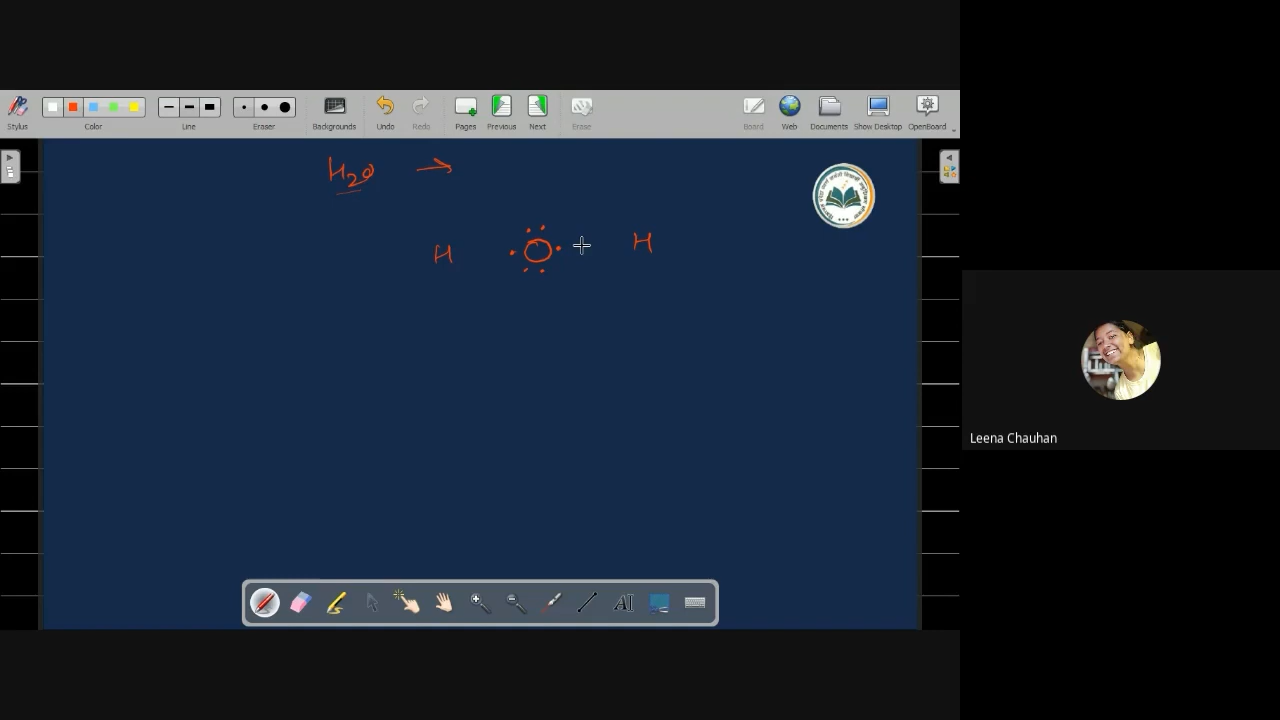 Stylus Color Line Eraser Backgrounds Undo Redo Pages Previous Next Erase Board Web Documents Show Desktop OpenBoard
H₂O →
H O H
Leena Chauhan
AI